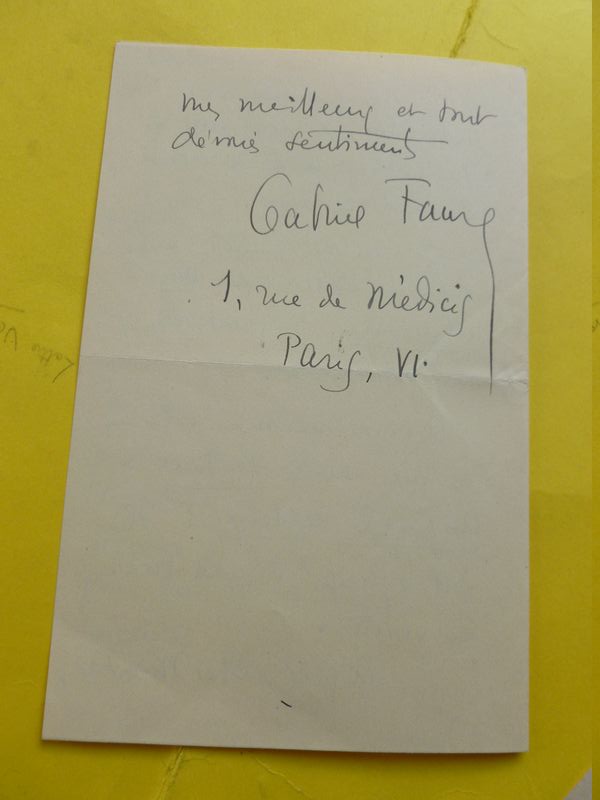 mes meilleurs et tout
dévoués sentiments
Gabriel Faure
1, rue de Médicis
Paris, VI.